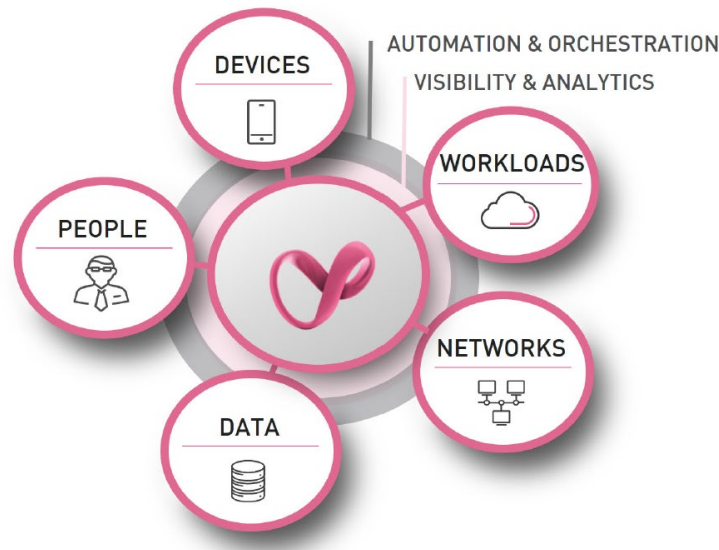 DEVICES
AUTOMATION & ORCHESTRATION
VISIBILITY & ANALYTICS
WORKLOADS
PEOPLE
NETWORKS
DATA